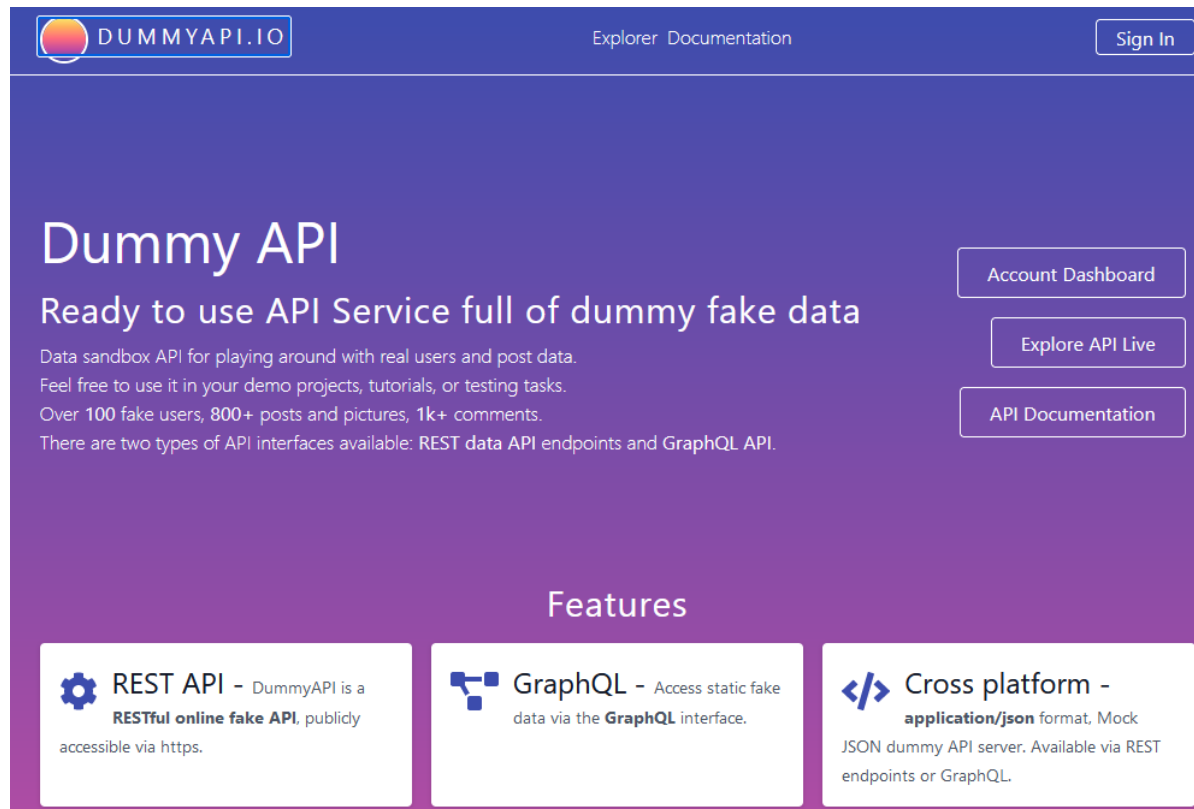 DUMMYAPI.IO
Explorer Documentation
Sign In
Dummy API
Ready to use API Service full of dummy fake data
Data sandbox API for playing around with real users and post data.
Feel free to use it in your demo projects, tutorials, or testing tasks.
Over 100 fake users, 800+ posts and pictures, 1k+ comments.
There are two types of API interfaces available: REST data API endpoints and GraphQL API.
Account Dashboard
Explore API Live
API Documentation
Features
REST API - DummyAPI is a
RESTful online fake API, publicly
accessible via https.
GraphQL - Access static fake
data via the GraphQL interface.
Cross platform -
application/json format, Mock
JSON dummy API server. Available via REST
endpoints or GraphQL.